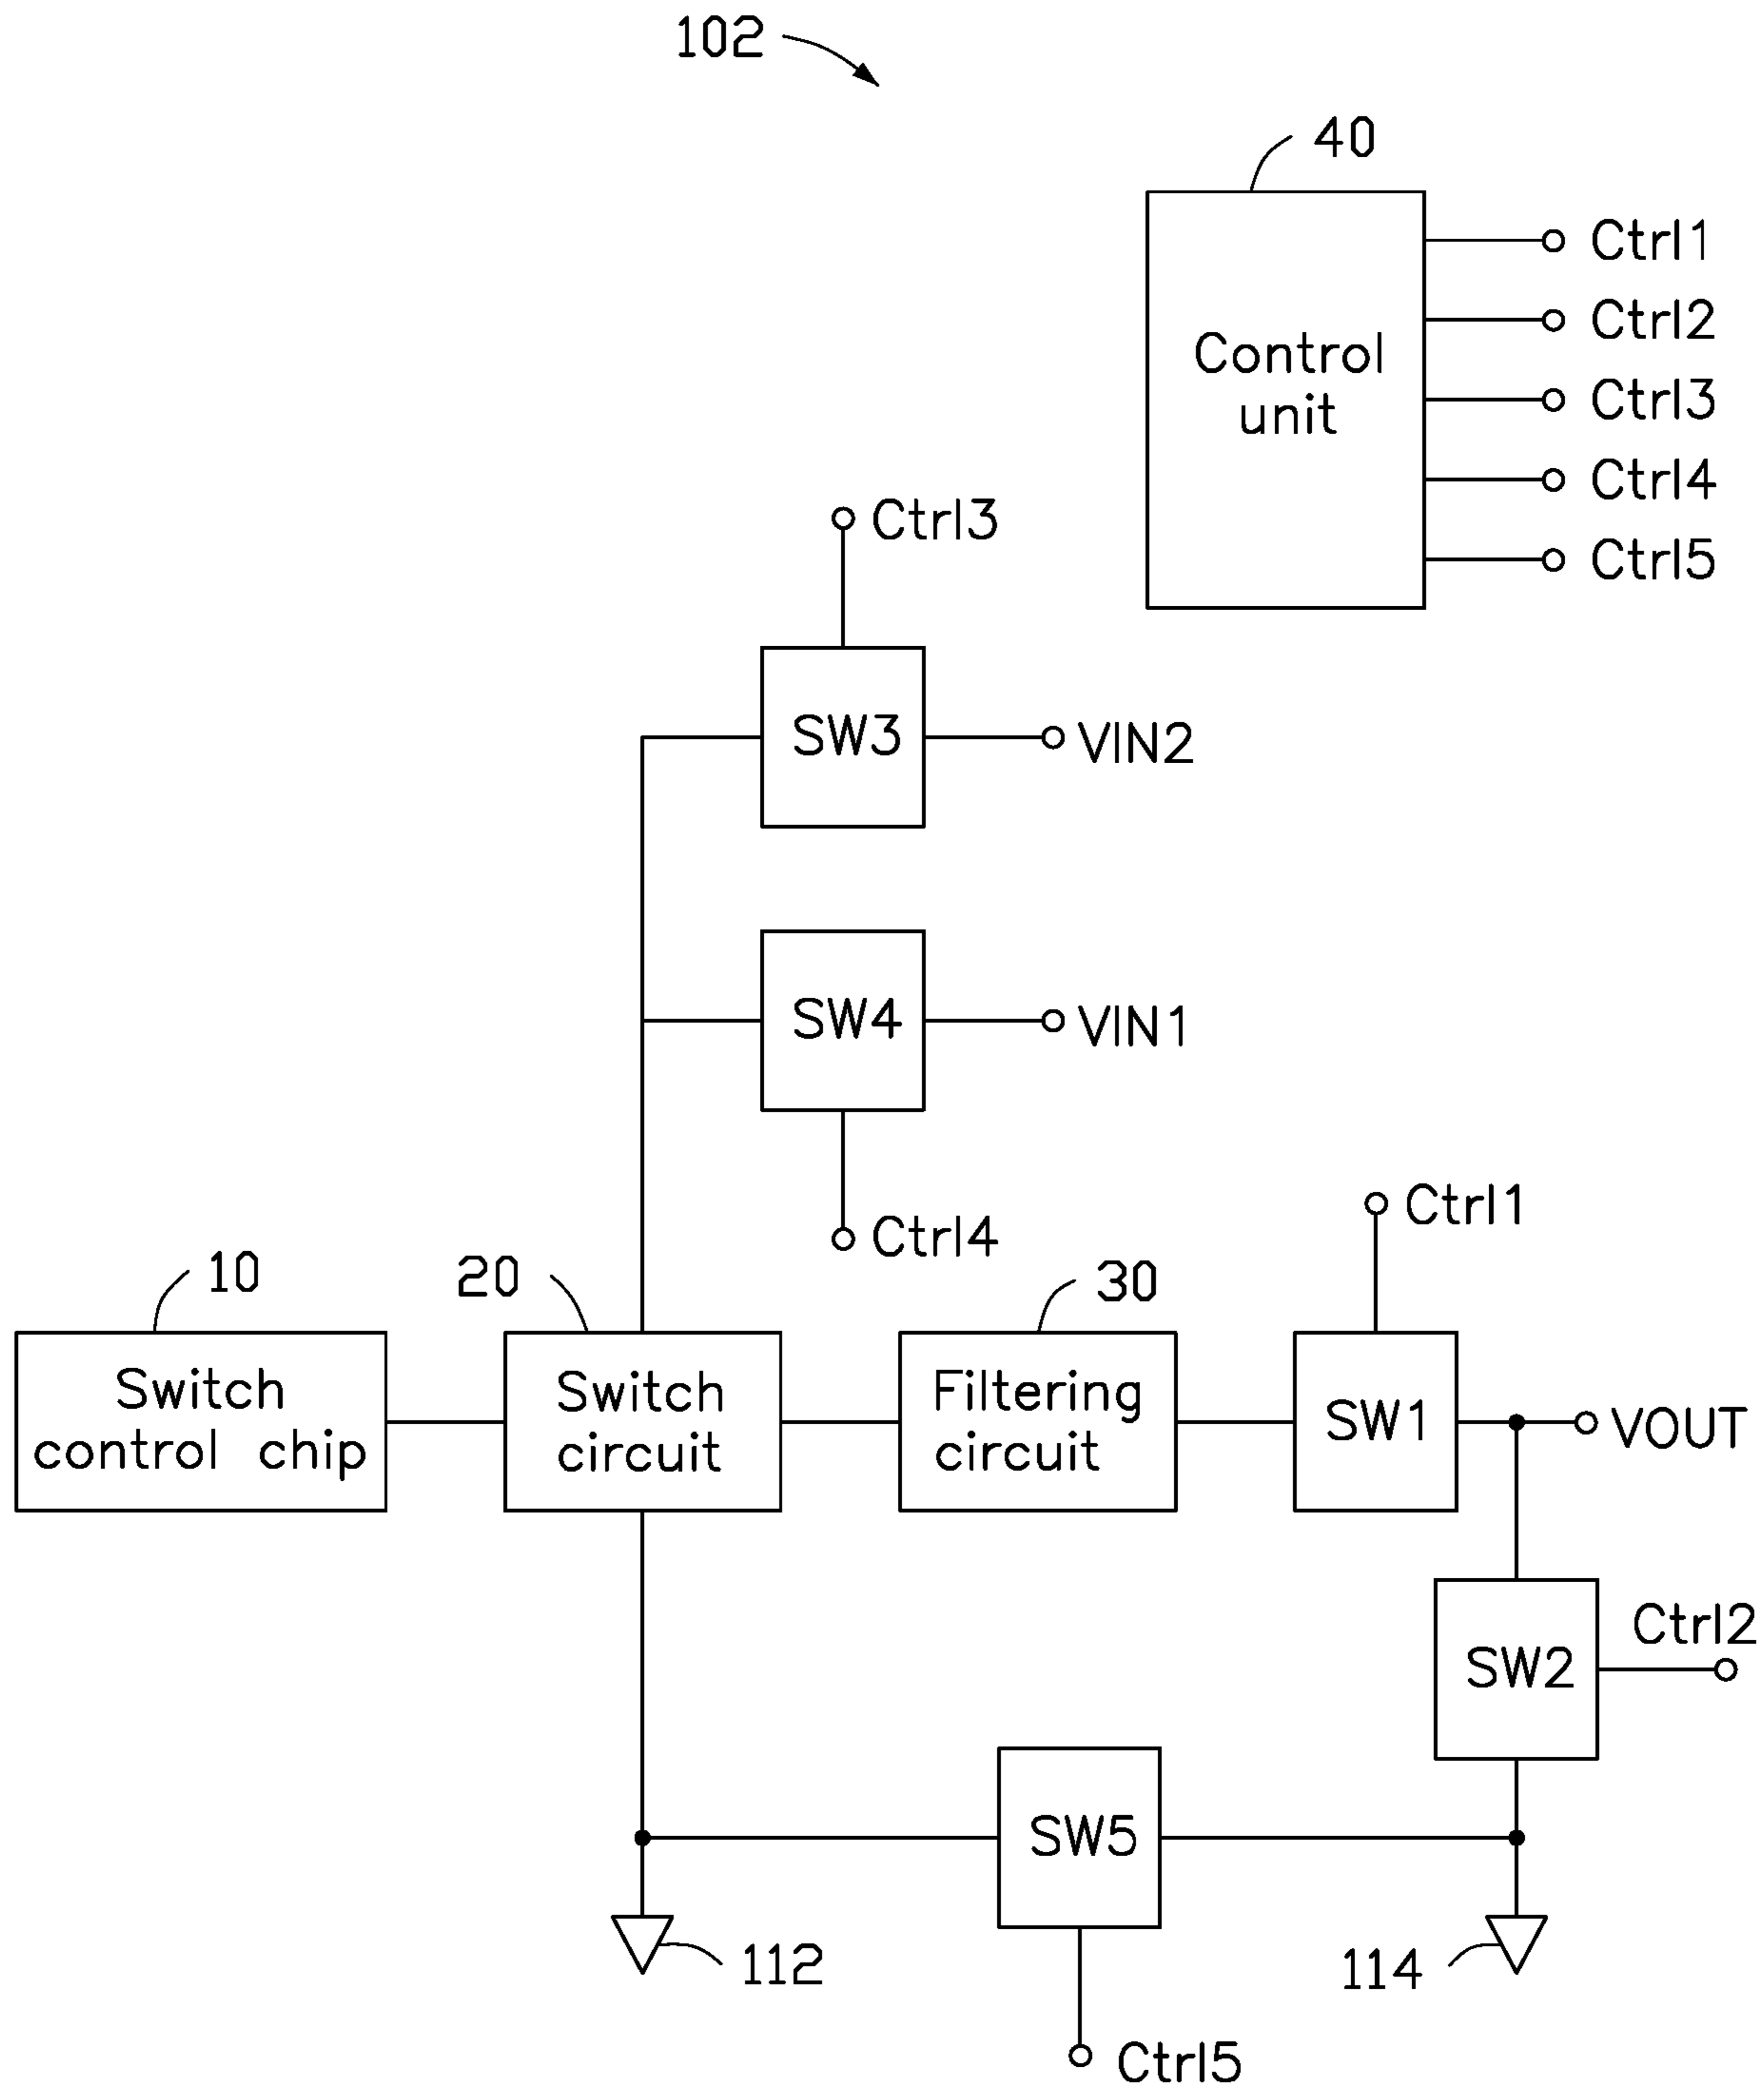 102
40
Control
unit
Ctrl1
Ctrl2
Ctrl3
Ctrl4
Ctrl5
Ctrl3
SW3
VIN2
SW4
VIN1
Ctrl4
Ctrl1
10
20
30
Switch
control chip
Switch
circuit
Filtering
circuit
SW1
VOUT
SW2
Ctrl2
SW5
112
114
Ctrl5